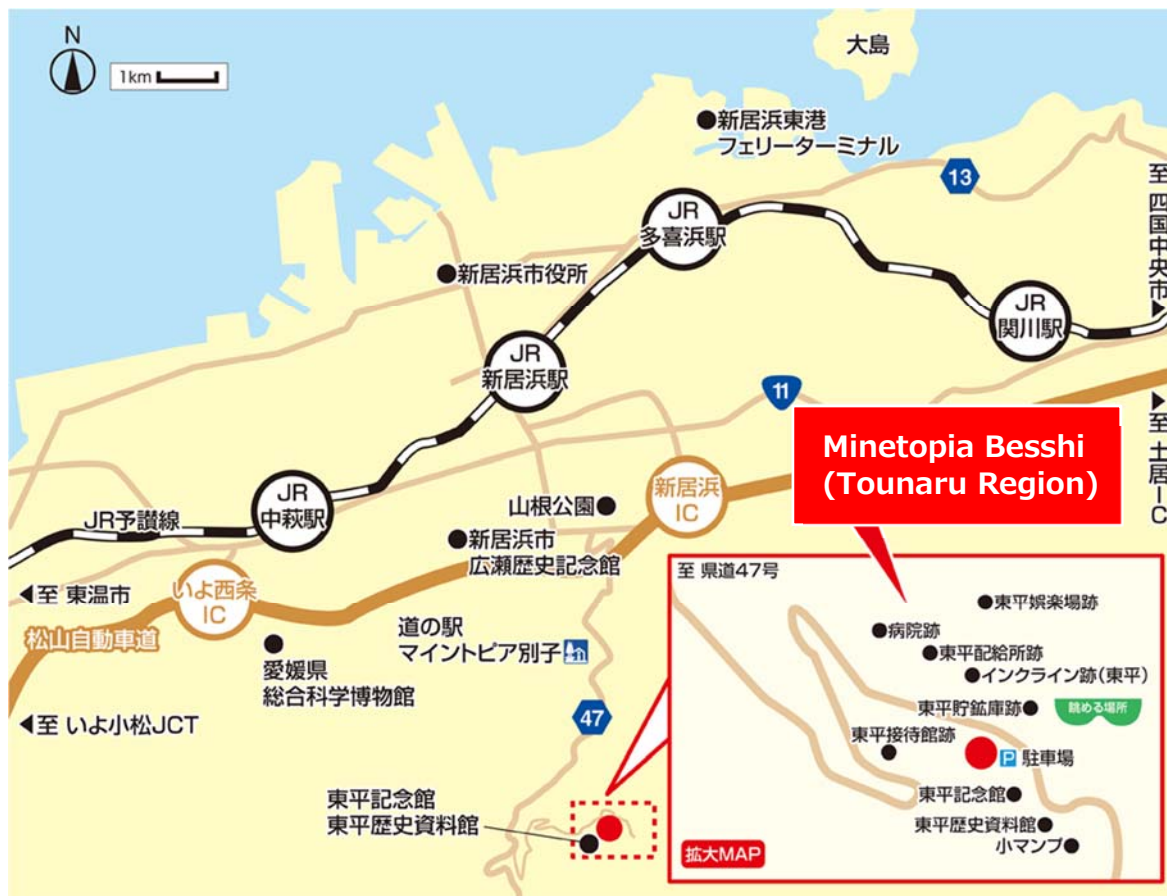 N
1km
大島
新居浜東港
フェリーターミナル
13
至 四国中央市
JR
多喜浜駅
新居浜市役所
JR
関川駅
JR
新居浜駅
11
至 土居IC
Minetopia Besshi
(Tounaru Region)
JR
中萩駅
山根公園
新居浜
IC
JR予讃線
新居浜市
広瀬歴史記念館
至 東温市
いよ西条
IC
松山自動車道
道の駅
マイントピア別子
愛媛県
総合科学博物館
至 いよ小松JCT
47
東平記念館
東平歴史資料館
至 県道47号
東平娯楽場跡
病院跡
東平配給所跡
インクライン跡(東平)
東平貯鉱庫跡
眺める場所
東平接待館跡
P 駐車場
東平記念館
東平歴史資料館
小マンプ
拡大MAP